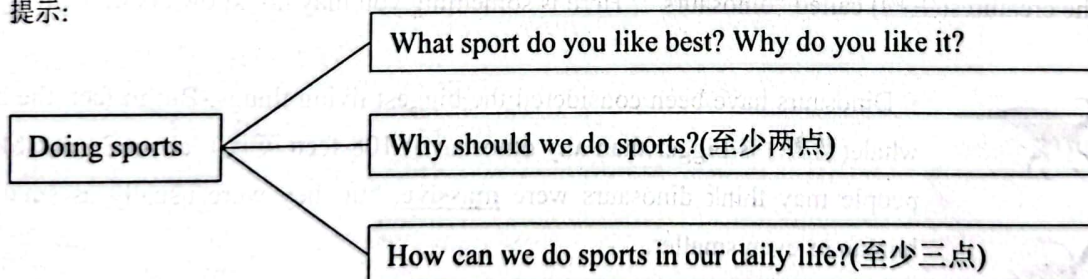 提示:
What sport do you like best? Why do you like it?
Doing sports
Why should we do sports?(至少两点)
How can we do sports in our daily life?(至少三点)